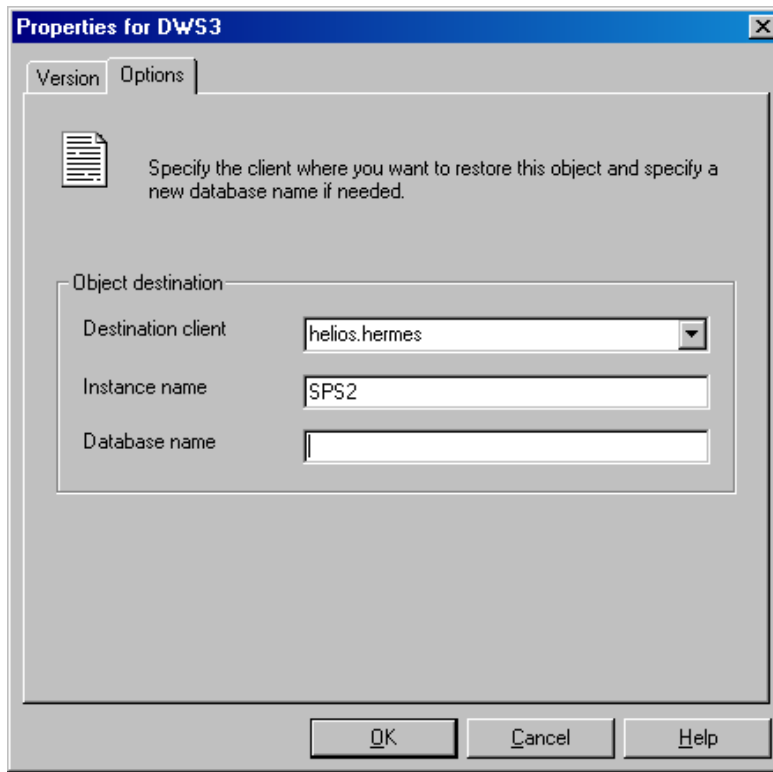 Properties for DWS3
Version
Options
Specify the client where you want to restore this object and specify a
new database name if needed.
Object destination
Destination client
helios.hermes
Instance name
SPS2
Database name
OK
Cancel
Help